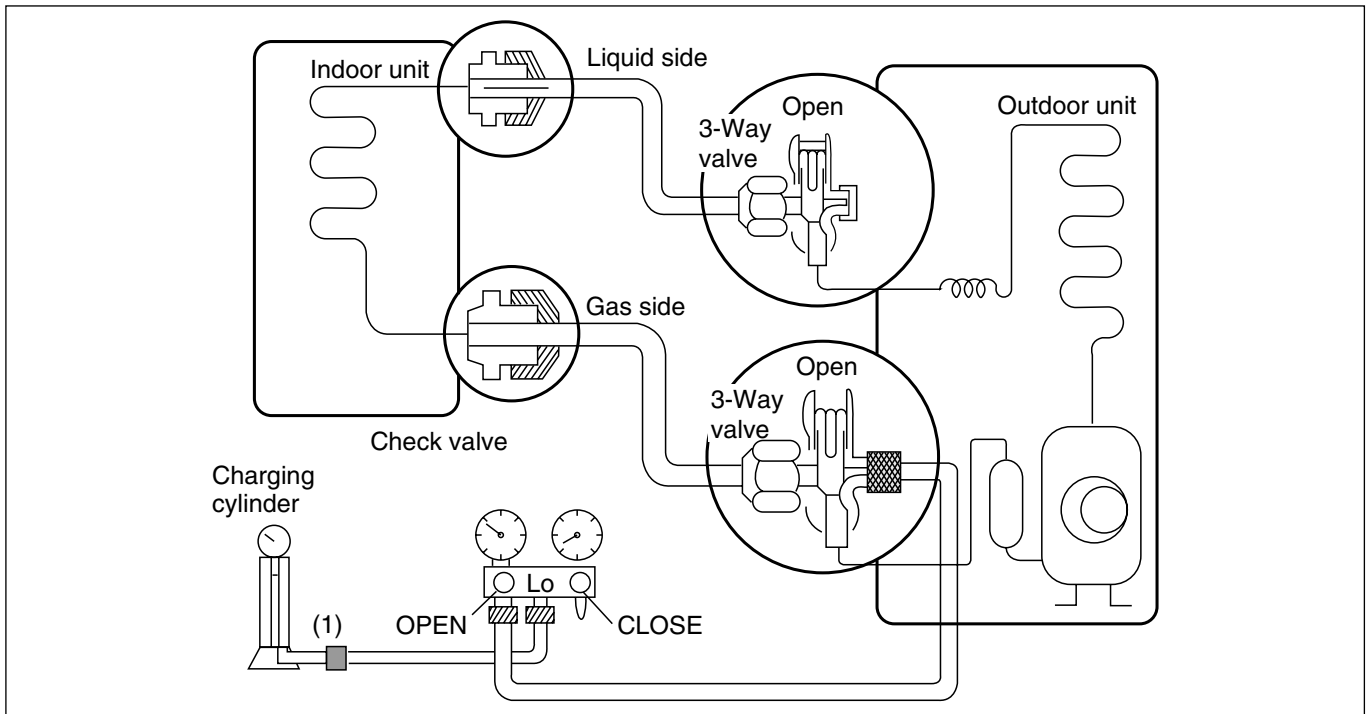 Indoor unit
Liquid side
Open
3-Way
valve
Outdoor unit
Gas side
Open
3-Way
valve
Check valve
Charging
cylinder
Lo
OPEN
CLOSE
(1)